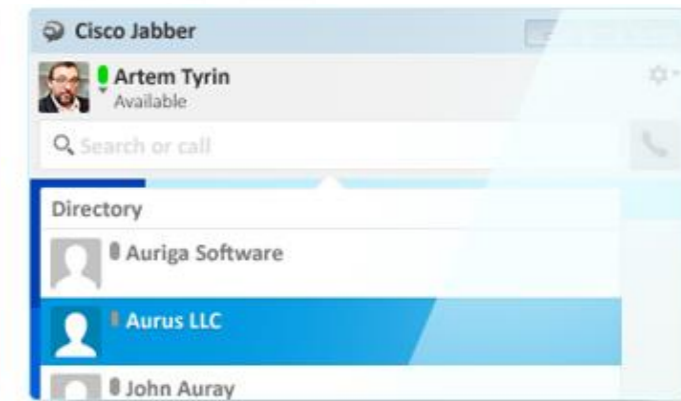 Cisco Jabber
Artem Tyrin
Available
Search or call
Directory
Auriga Software
Aurus LLC
John Auray